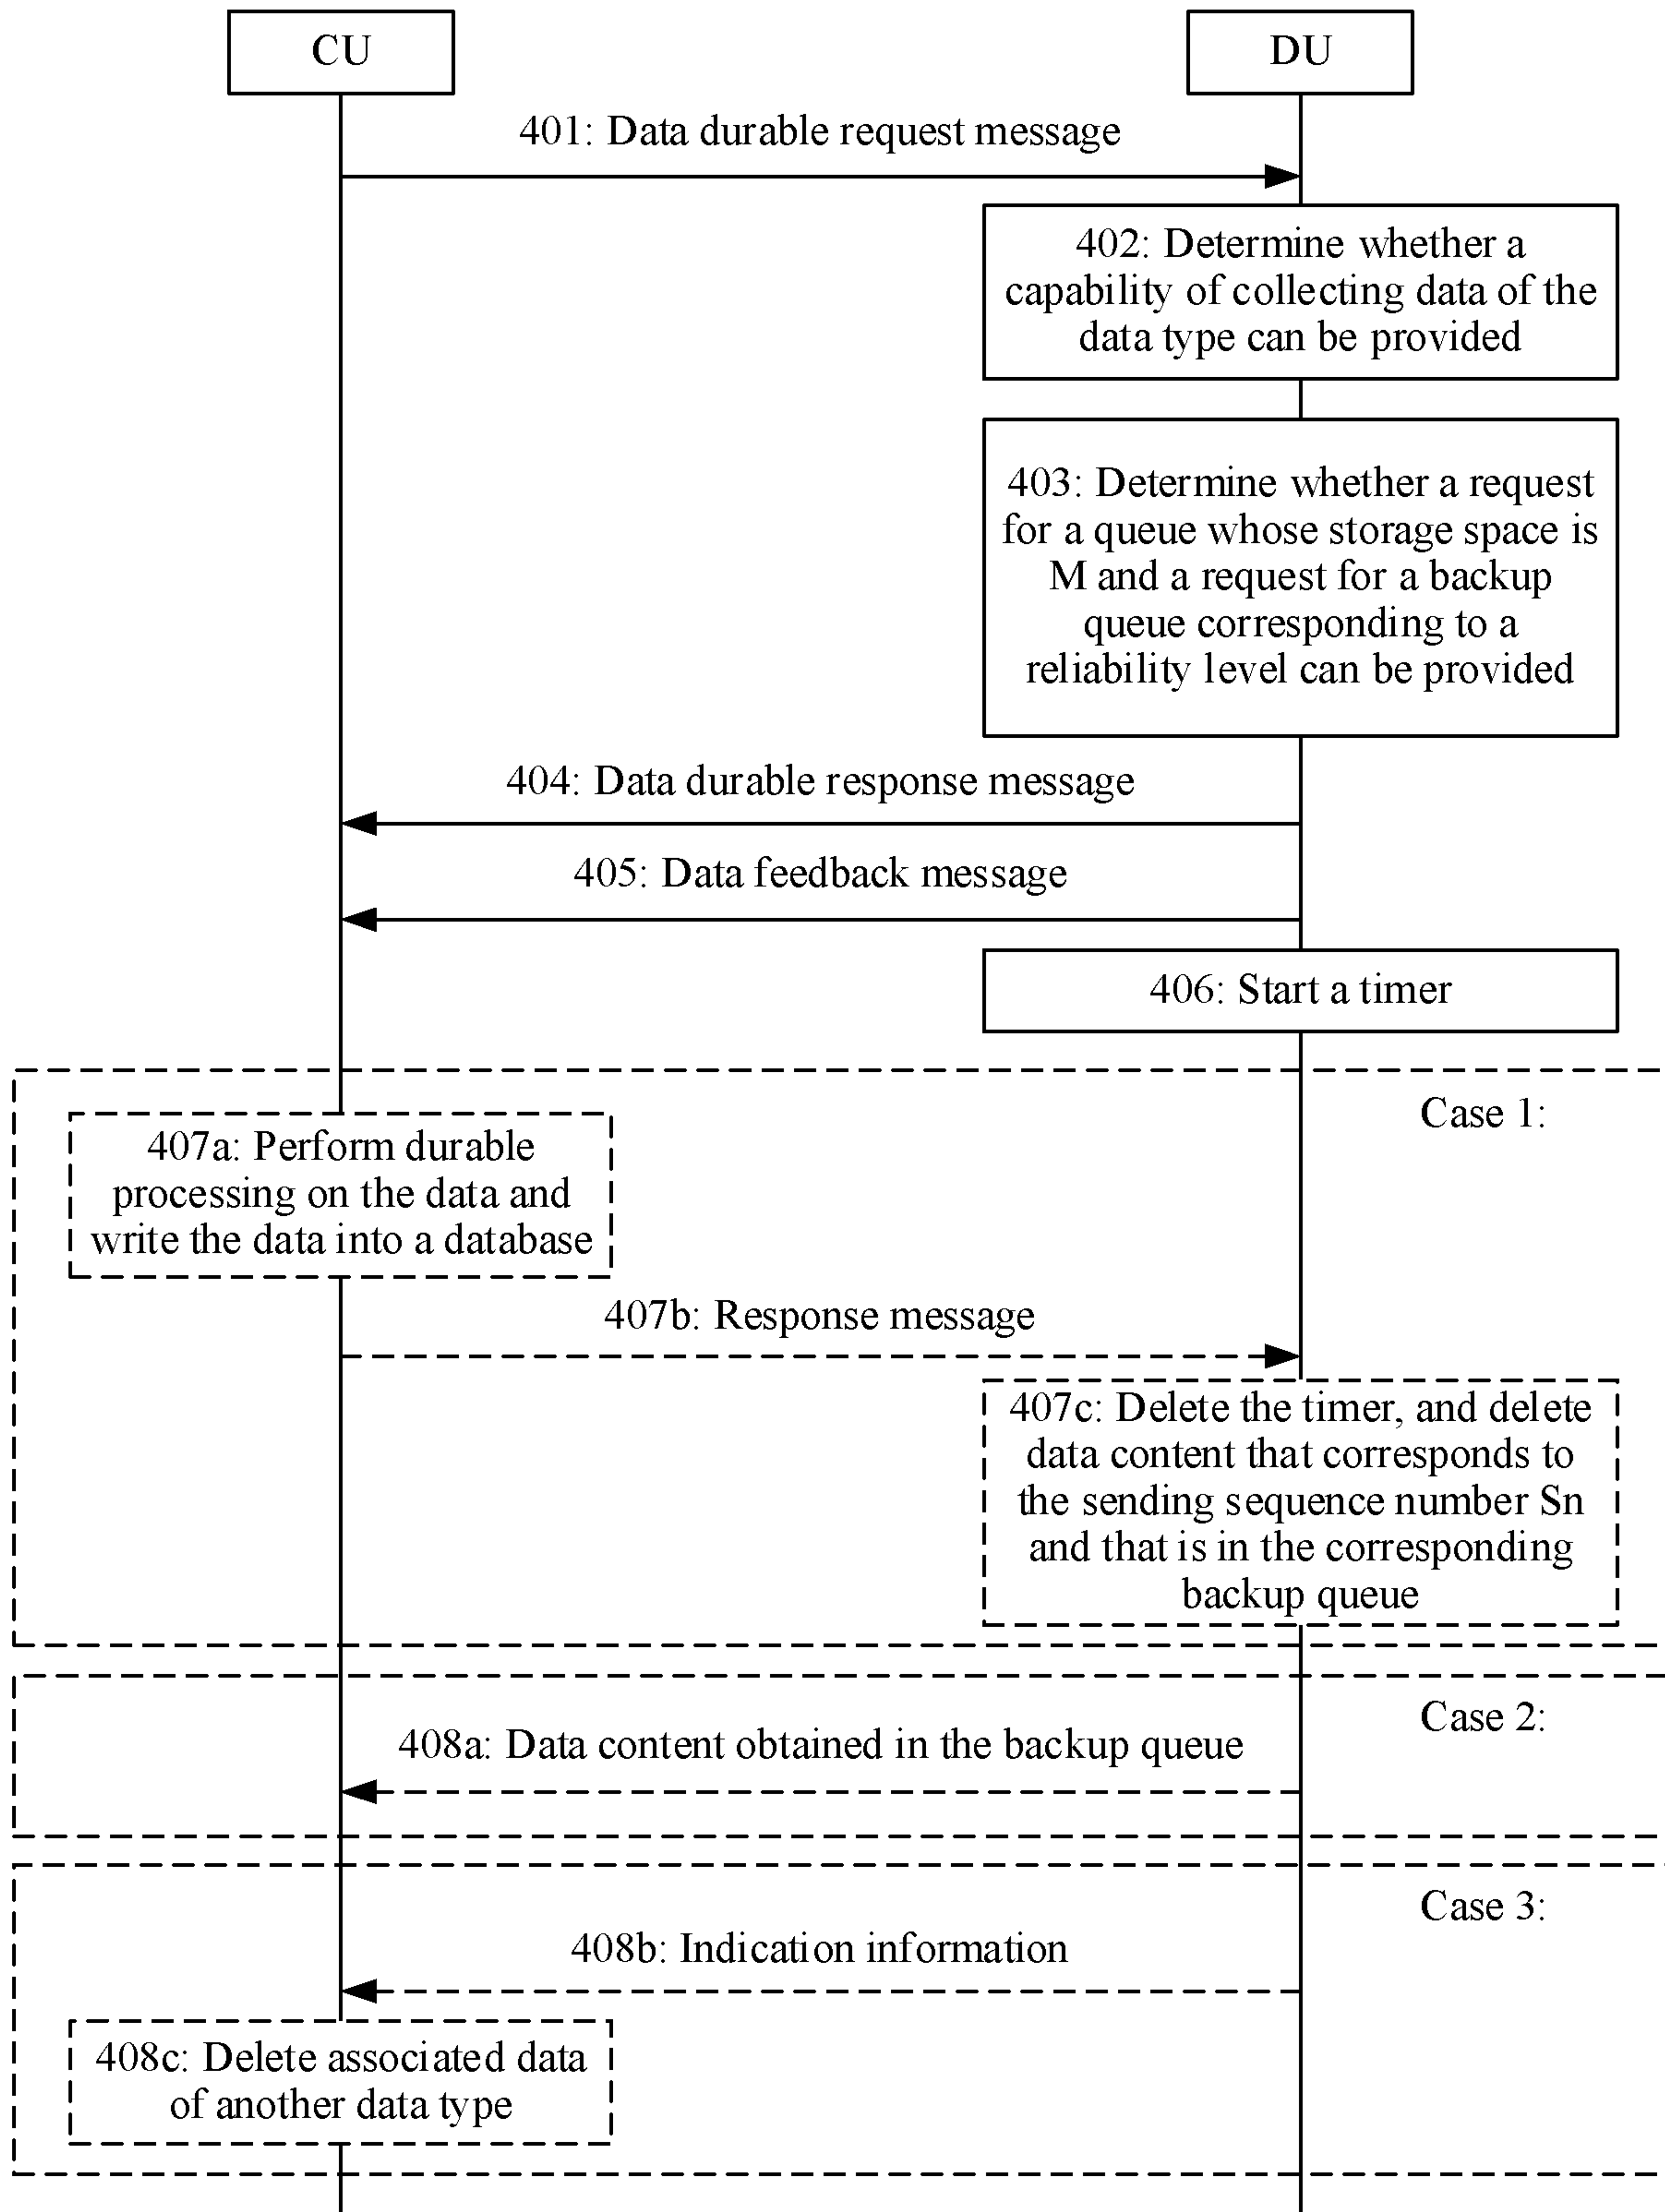 CU
DU
401: Data durable request message
402: Determine whether a
capability of collecting data of the
data type can be provided
403: Determine whether a request
for a queue whose storage space is
M and a request for a backup
queue corresponding to a
reliability level can be provided
404: Data durable response message
405: Data feedback message
406: Start a timer
Case 1:
407a: Perform durable
processing on the data and
write the data into a database
407b: Response message
407c: Delete the timer, and delete
data content that corresponds to
the sending sequence number Sn
and that is in the corresponding
backup queue
Case 2:
408a: Data content obtained in the backup queue
Case 3:
408b: Indication information
408c: Delete associated data
of another data type